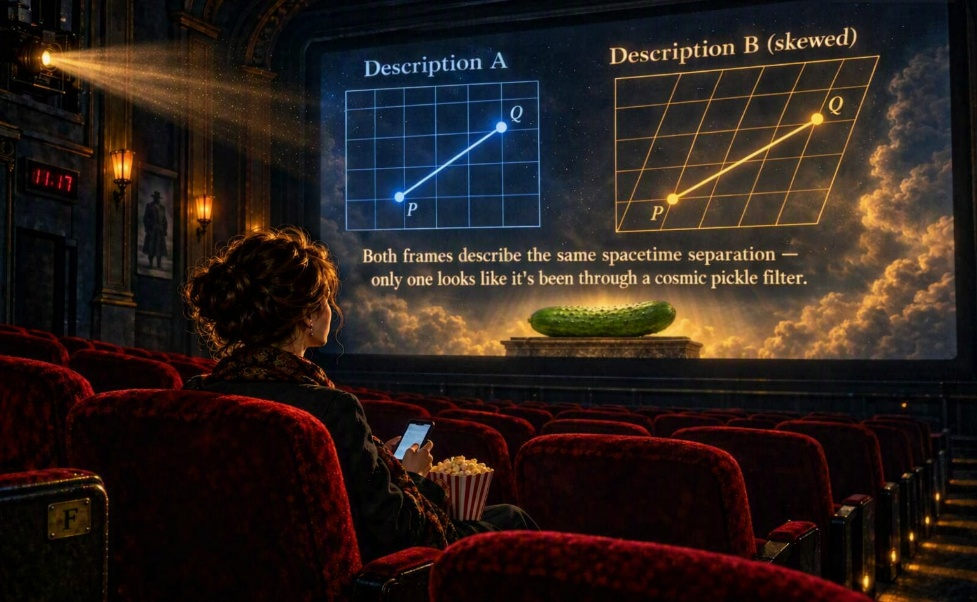 Description A
Description B (skewed)
Q
P
Q
P
11:17
Both frames describe the same spacetime separation —
only one looks like it's been through a cosmic pickle filter.
F